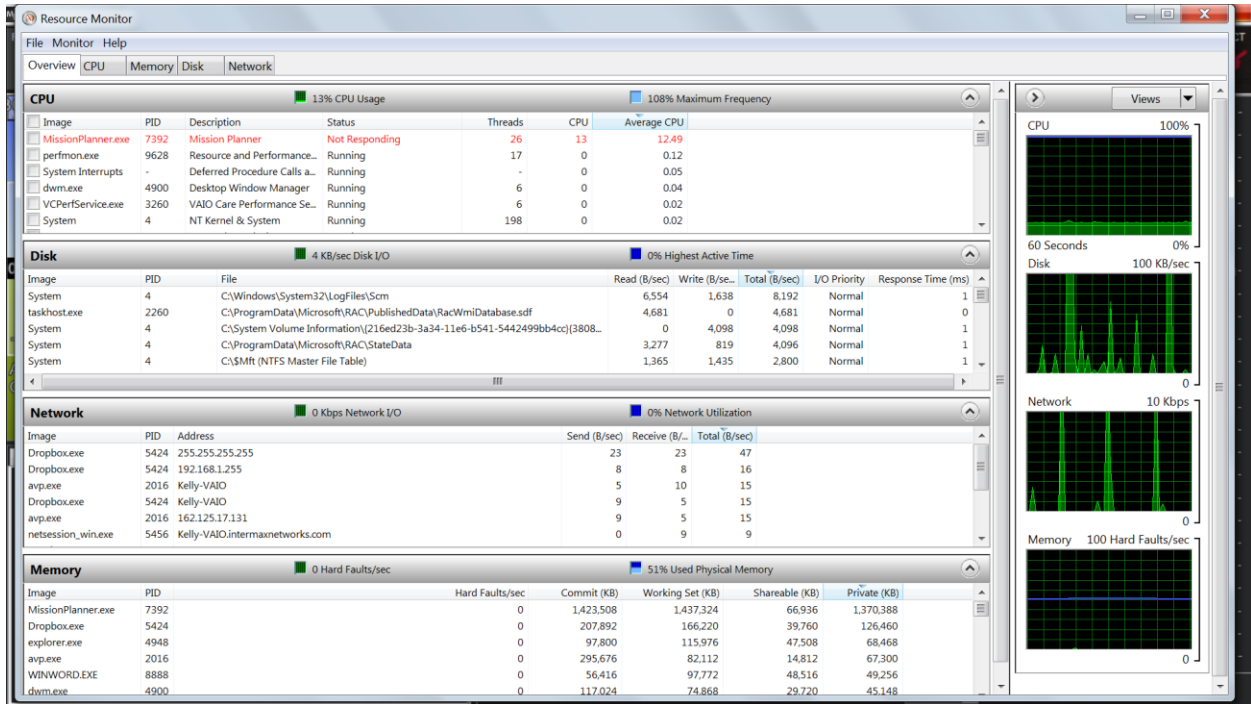 Resource Monitor
File Monitor Help
Overview CPU Memory Disk Network
CPU 13% CPU Usage 108% Maximum Frequency
Image PID Description Status Threads CPU Average CPU
MissionPlanner.exe 7392 Mission Planner Not Responding 26 13 12.49
perfmon.exe 9628 Resource and Performance... Running 17 0 0.12
System Interrupts - Deferred Procedure Calls a... Running - 0 0.05
dwm.exe 4900 Desktop Window Manager Running 6 0 0.04
VCPerfService.exe 3260 VAIO Care Performance Se... Running 6 0 0.02
System 4 NT Kernel & System Running 198 0 0.02
Disk 4 KB/sec Disk I/O 0% Highest Active Time
Image PID File Read (B/sec) Write (B/se... Total (B/sec) I/O Priority Response Time (ms)
System 4 C:\Windows\System32\LogFiles\Scm 6,554 1,638 8,192 Normal 1
taskhost.exe 2260 C:\ProgramData\Microsoft\RAC\PublishedData\RacWmiDatabase.sdf 4,681 0 4,681 Normal 0
System 4 C:\System Volume Information\{216ed23b-3a34-11e6-b541-5442499bb4cc}{3808... 0 4,098 4,098 Normal 1
System 4 C:\ProgramData\Microsoft\RAC\StateData 3,277 819 4,096 Normal 1
System 4 C:\$Mft (NTFS Master File Table) 1,365 1,435 2,800 Normal 1
Network 0 Kbps Network I/O 0% Network Utilization
Image PID Address Send (B/sec) Receive (B/... Total (B/sec)
Dropbox.exe 5424 255.255.255.255 23 23 47
Dropbox.exe 5424 192.168.1.255 8 8 16
avp.exe 2016 Kelly-VAIO 5 10 15
Dropbox.exe 5424 Kelly-VAIO 9 5 15
avp.exe 2016 162.125.17.131 9 5 15
netsession_win.exe 5456 Kelly-VAIO.intermaxnetworks.com 0 9 9
Memory 0 Hard Faults/sec 51% Used Physical Memory
Image PID Hard Faults/sec Commit (KB) Working Set (KB) Shareable (KB) Private (KB)
MissionPlanner.exe 7392 0 1,423,508 1,437,324 66,936 1,370,388
Dropbox.exe 5424 0 207,892 166,220 39,760 126,460
explorer.exe 4948 0 97,800 115,976 47,508 68,468
avp.exe 2016 0 295,676 82,112 14,812 67,300
WINWORD.EXE 8888 0 56,416 97,772 48,516 49,256
dwm.exe 4900 0 117,024 74,868 29,720 45,148
Views
CPU 100%
60 Seconds 0%
Disk 100 KB/sec
0
Network 10 Kbps
0
Memory 100 Hard Faults/sec
0